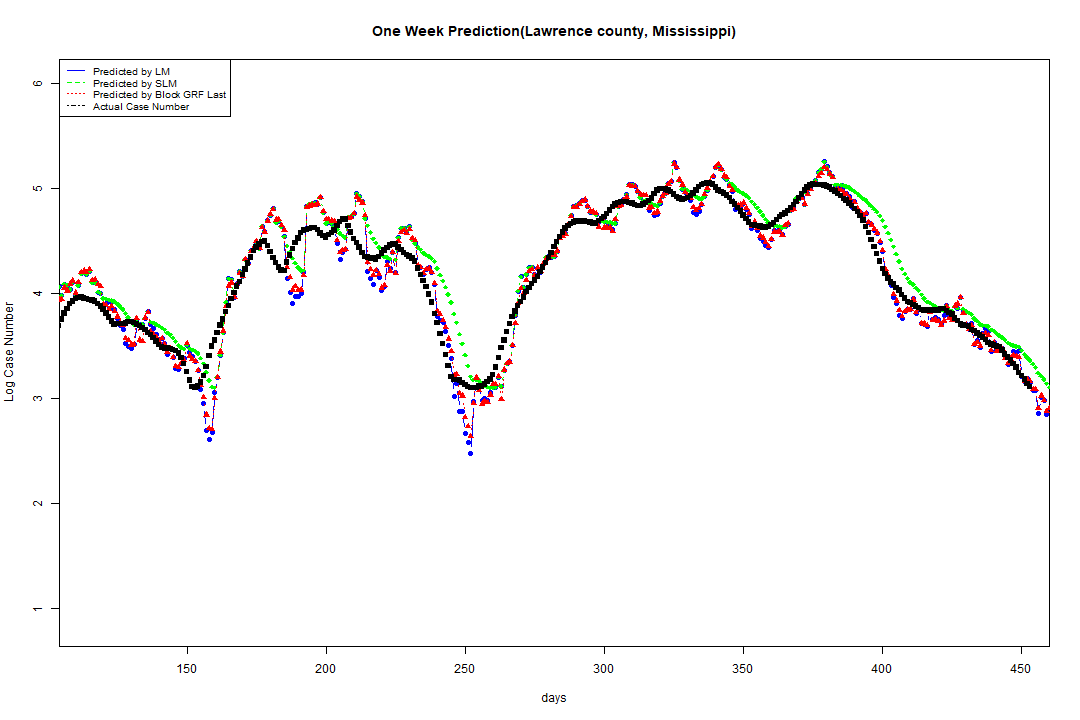 One Week Prediction(Lawrence county, Mississippi)
Predicted by LM
Predicted by SLM
Predicted by Block GRF Last
Actual Case Number
6
5
4
3
2
1
Log Case Number
150 200 250 300 350 400 450
days